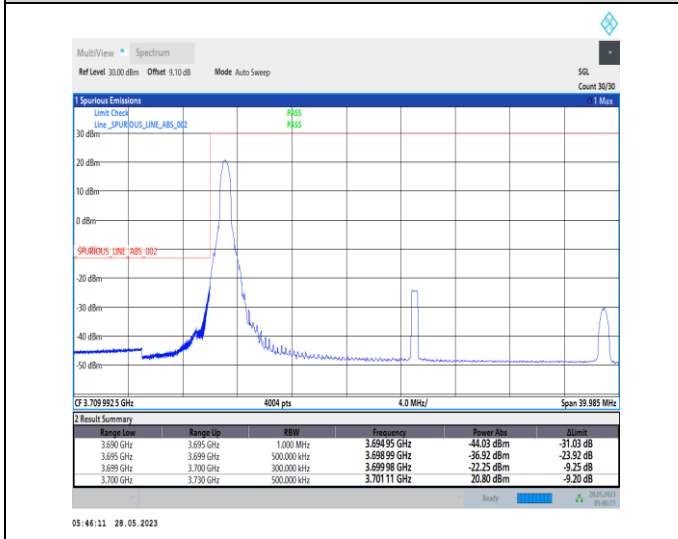 MultiView Spectrum
Ref Level 30.00 dBm Offset 9.10 dB Mode Auto Sweep SGL
Count 30/30
1 Spurious Emissions 1 Max
Limit Check PASS
Line _SPURIOUS_LINE_ABS_002 PASS
30 dBm
20 dBm
10 dBm
0 dBm
_SPURIOUS_LINE_ABS_002
-20 dBm
-30 dBm
-40 dBm
-50 dBm
CF 3.709 992 5 GHz 4004 pts 4.0 MHz/ Span 39.985 MHz
2 Result Summary
Range Low Range Up RBW Frequency Power Abs ΔLimit
3.690 GHz 3.695 GHz 1.000 MHz 3.694 95 GHz -44.03 dBm -31.03 dB
3.695 GHz 3.699 GHz 500.000 kHz 3.698 99 GHz -36.92 dBm -23.92 dB
3.699 GHz 3.700 GHz 300.000 kHz 3.699 98 GHz -22.25 dBm -9.25 dB
3.700 GHz 3.730 GHz 500.000 kHz 3.701 11 GHz 20.80 dBm -9.20 dB
Ready 28.05.2023
05:46:11
05:46:11 28.05.2023